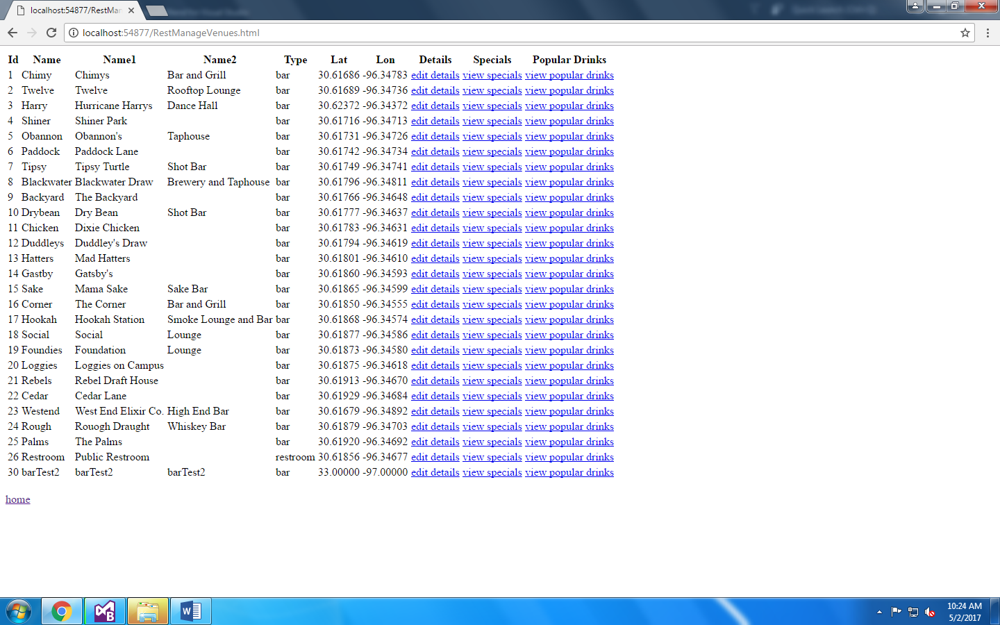 localhost:54877/RestMan
localhost:54877/RestManageVenues.html
Id Name Name1 Name2 Type Lat Lon Details Specials Popular Drinks
1 Chimy Chimys Bar and Grill bar 30.61686 -96.34783 edit details view specials view popular drinks
2 Twelve Twelve Rooftop Lounge bar 30.61689 -96.34736 edit details view specials view popular drinks
3 Harry Hurricane Harrys Dance Hall bar 30.62372 -96.34372 edit details view specials view popular drinks
4 Shiner Shiner Park bar 30.61716 -96.34713 edit details view specials view popular drinks
5 Obannon Obannon's Taphouse bar 30.61731 -96.34726 edit details view specials view popular drinks
6 Paddock Paddock Lane bar 30.61742 -96.34734 edit details view specials view popular drinks
7 Tipsy Tipsy Turtle Shot Bar bar 30.61749 -96.34741 edit details view specials view popular drinks
8 Blackwater Blackwater Draw Brewery and Taphouse bar 30.61796 -96.34811 edit details view specials view popular drinks
9 Backyard The Backyard bar 30.61766 -96.34648 edit details view specials view popular drinks
10 Drybean Dry Bean Shot Bar bar 30.61777 -96.34637 edit details view specials view popular drinks
11 Chicken Dixie Chicken bar 30.61783 -96.34631 edit details view specials view popular drinks
12 Duddleys Duddley's Draw bar 30.61794 -96.34619 edit details view specials view popular drinks
13 Hatters Mad Hatters bar 30.61801 -96.34610 edit details view specials view popular drinks
14 Gastby Gatsby's bar 30.61860 -96.34593 edit details view specials view popular drinks
15 Sake Mama Sake Sake Bar bar 30.61865 -96.34599 edit details view specials view popular drinks
16 Corner The Corner Bar and Grill bar 30.61850 -96.34555 edit details view specials view popular drinks
17 Hookah Hookah Station Smoke Lounge and Bar bar 30.61868 -96.34574 edit details view specials view popular drinks
18 Social Social Lounge bar 30.61877 -96.34586 edit details view specials view popular drinks
19 Foundies Foundation Lounge bar 30.61873 -96.34580 edit details view specials view popular drinks
20 Loggies Loggies on Campus bar 30.61875 -96.34618 edit details view specials view popular drinks
21 Rebels Rebel Draft House bar 30.61913 -96.34670 edit details view specials view popular drinks
22 Cedar Cedar Lane bar 30.61929 -96.34684 edit details view specials view popular drinks
23 Westend West End Elixir Co. High End Bar bar 30.61679 -96.34892 edit details view specials view popular drinks
24 Rough Rouogh Draught Whiskey Bar bar 30.61879 -96.34703 edit details view specials view popular drinks
25 Palms The Palms bar 30.61920 -96.34692 edit details view specials view popular drinks
26 Restroom Public Restroom restroom 30.61856 -96.34677 edit details view specials view popular drinks
30 barTest2 barTest2 barTest2 bar 33.00000 -97.00000 edit details view specials view popular drinks
home
10:24 AM
5/2/2017